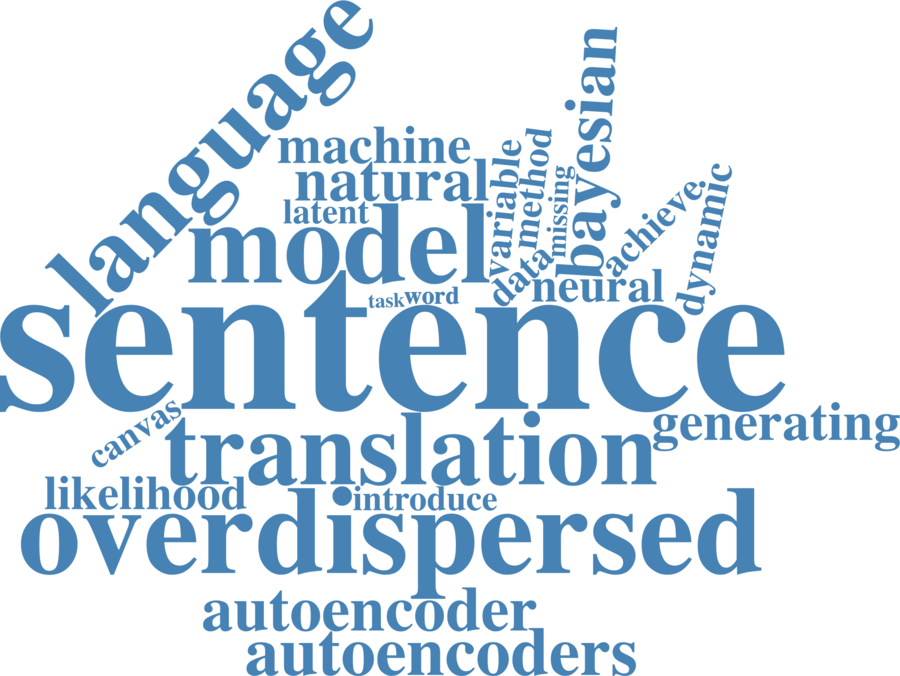 language
bayesian
machine
variable
method
natural
missing
achieve
dynamic
latent
model
data
neural
task
word
sentence
canvas
translation
generating
likelihood
introduce
overdispersed
autoencoder
autoencoders